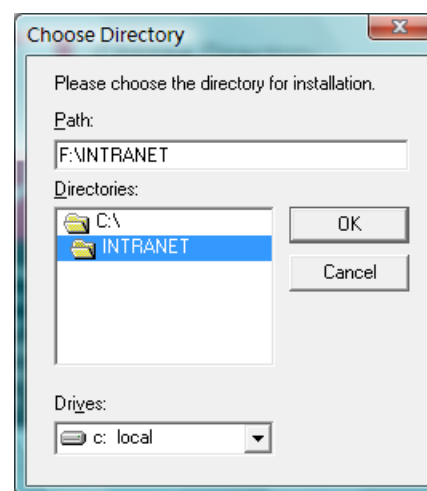 Choose Directory
Please choose the directory for installation.
Path:
F:\INTRANET
Directories:
C:\
INTRANET
OK
Cancel
Drives:
c: local